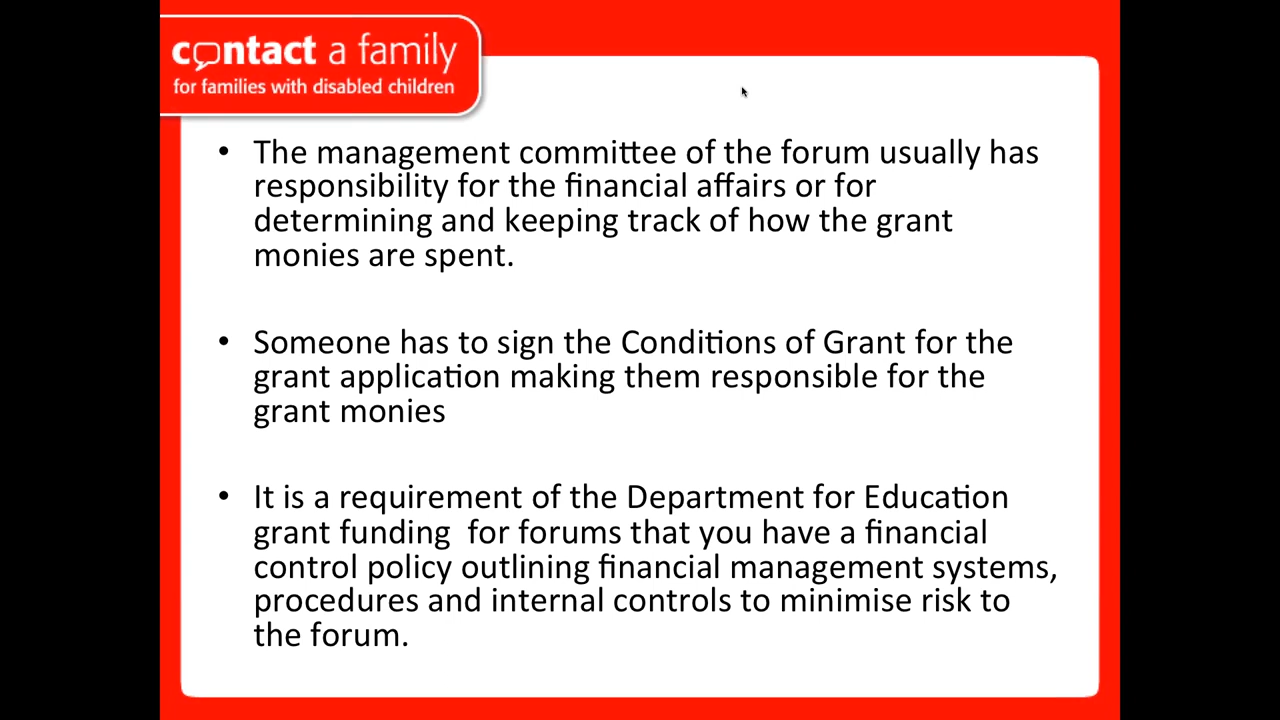 contact a family
for families with disabled children
• The management committee of the forum usually has
responsibility for the financial affairs or for
determining and keeping track of how the grant
monies are spent.
• Someone has to sign the Conditions of Grant for the
grant application making them responsible for the
grant monies
• It is a requirement of the Department for Education
grant funding  for forums that you have a financial
control policy outlining financial management systems,
procedures and internal controls to minimise risk to
the forum.